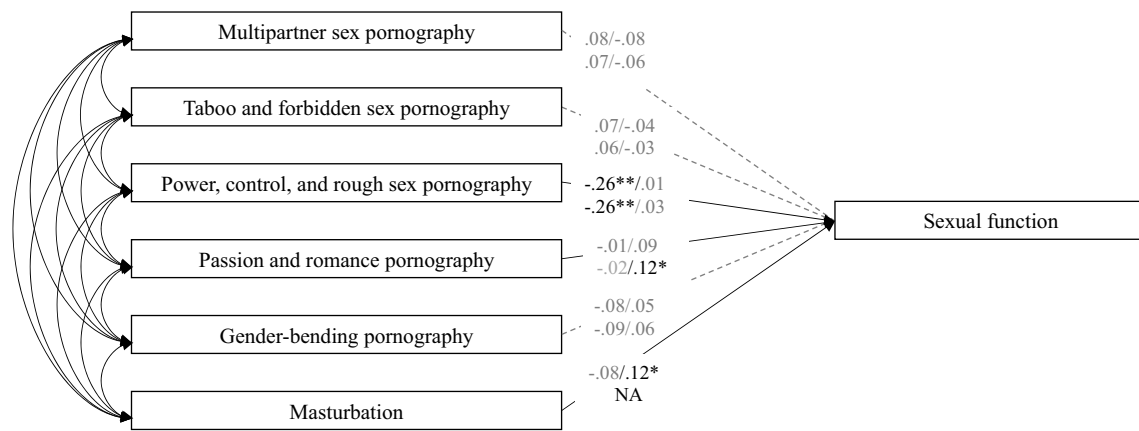 Multipartner sex pornography
.08/-.08
.07/-.06
Taboo and forbidden sex pornography
.07/-.04
.06/-.03
Power, control, and rough sex pornography
-.26**/.01
-.26**/.03
Sexual function
Passion and romance pornography
-.01/.09
-.02/.12*
Gender-bending pornography
-.08/.05
-.09/.06
Masturbation
-.08/.12*
NA